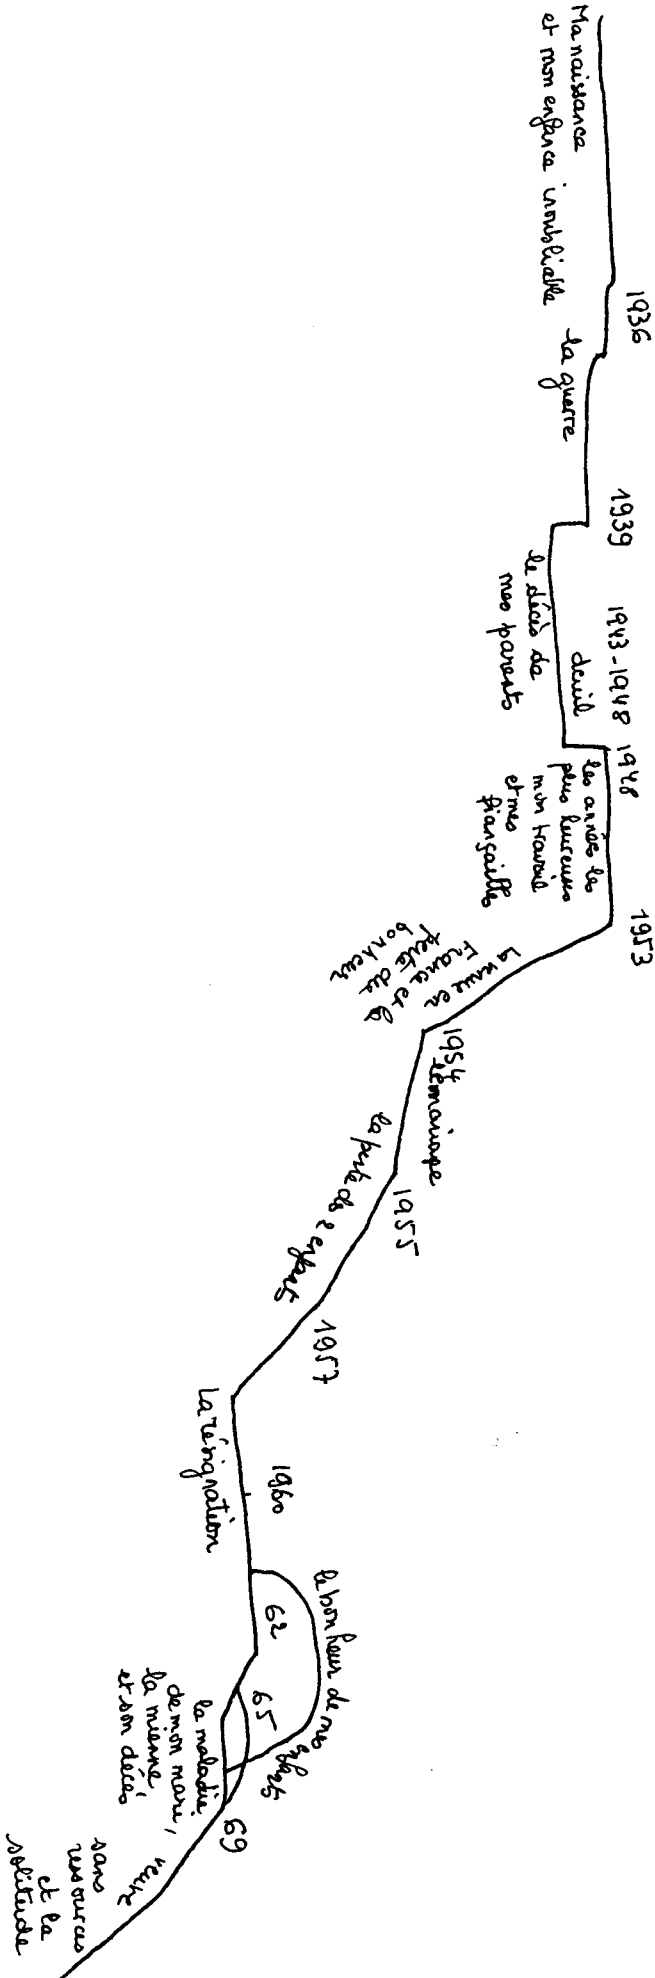 Ma naissance
et mon enfance inoubliable
1936
la guerre
1939
le décès de
mes parents
1943-1948
deuil
1948
les années les
plus heureuses
mon travail
et mes
fiançailles
1953
la venue en
France et la
perte du
bonheur
1954
le mariage
1955
la perte de 2 enfants
1957
La résignation
1960
62
le bonheur de mes enfants
65
la maladie
de mon mari,
la mienne
et son décès
69
veuve
sans
ressources
et la
solitude